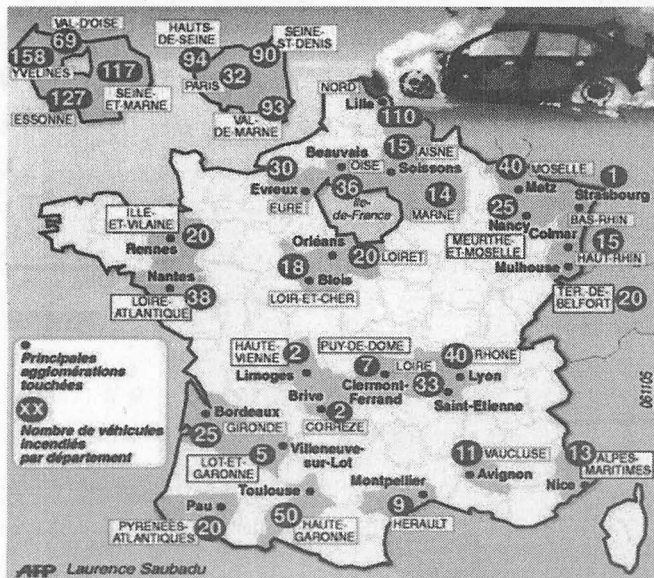 VAL-D'OISE
69
158
YVELINES
117
SEINE-
ET-MARNE
127
ESSONNE
HAUTS-
DE-SEINE
94
SEINE-
ST-DENIS
90
32
PARIS
93
VAL-
DE-MARNE
NORD
Lille
110
15
AISNE
Soissons
Beauvais
OISE
36
30
Evreux
EURE
Ile-
de-France
14
MARNE
40
MOSELLE
Metz
1
Strasbourg
BAS-RHIN
25
Nancy
MEURTHE-
ET-MOSELLE
Colmar
15
HAUT-RHIN
Mulhouse
TER.-DE-
BELFORT
20
ILLE-
ET-VILAINE
20
Rennes
Nantes
LOIRE-
ATLANTIQUE
38
Orléans
20
LOIRET
18
Blois
LOIR-ET-CHER
HAUTE-
VIENNE
2
Limoges
PUY-DE-DOME
7
Clermont-
Ferrand
LOIRE
33
Saint-Etienne
40
RHONE
Lyon
Brive
2
CORREZE
Bordeaux
25
GIRONDE
5
LOT-ET-
GARONNE
Villeneuve-
sur-Lot
11
VAUCLUSE
Avignon
13
ALPES-
MARITIMES
Nice
Montpellier
9
HERAULT
Toulouse
50
HAUTE-
GARONNE
Pau
PYRENEES-
ATLANTIQUES
20
Principales
agglomérations
touchées
XX
Nombre de véhicules
incendiés
par département
061105
AFP Laurence Saubadu